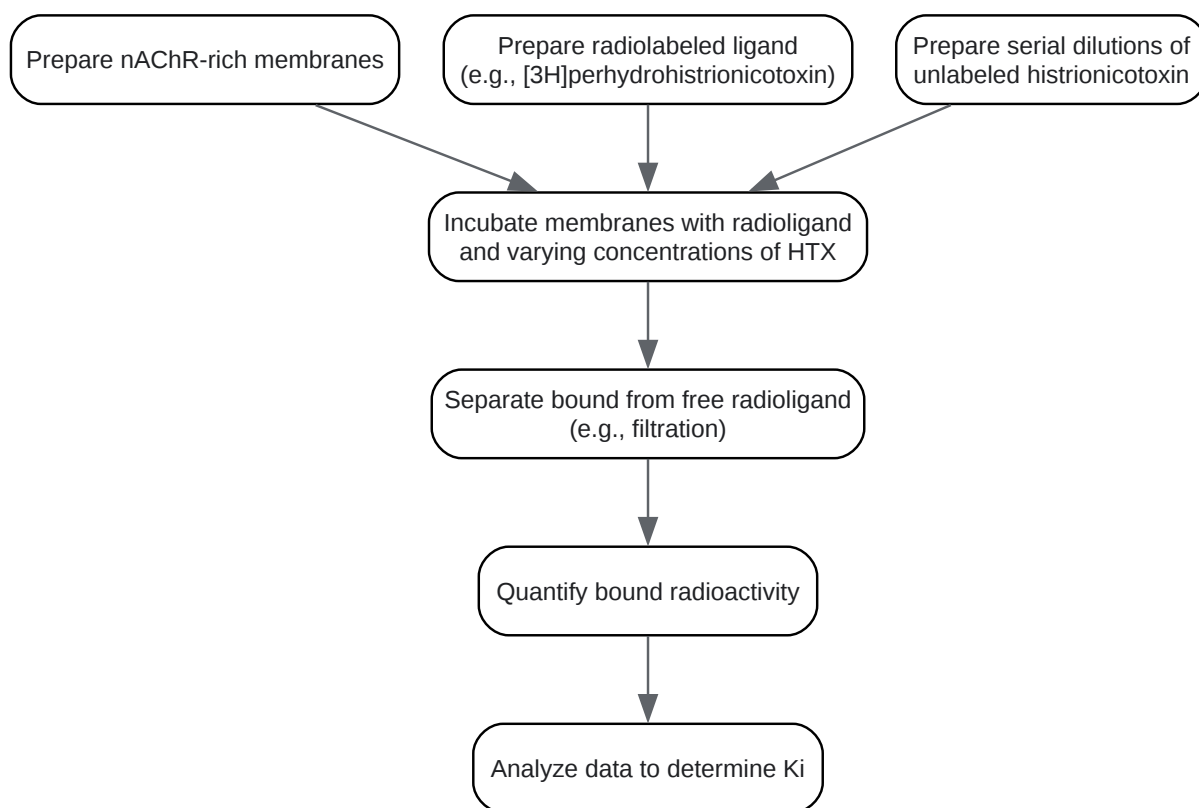 Prepare nAChR-rich membranes
Prepare radiolabeled ligand
(e.g., [3H]perhydrohistrionicotoxin)
Prepare serial dilutions of
unlabeled histrionicotoxin
Incubate membranes with radioligand
and varying concentrations of HTX
Separate bound from free radioligand
(e.g., filtration)
Quantify bound radioactivity
Analyze data to determine Ki